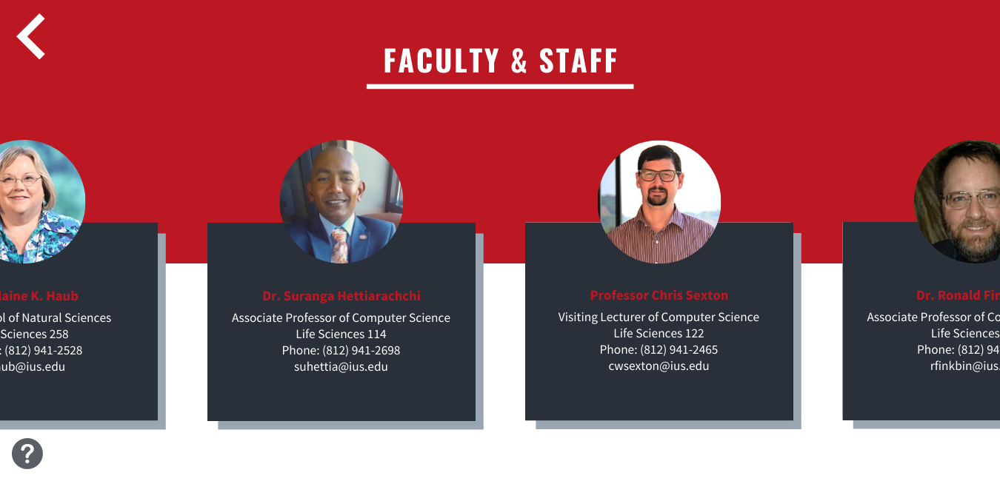 FACULTY & STAFF
laine K. Haub
ol of Natural Sciences
Sciences 258
: (812) 941-2528
ub@ius.edu
Dr. Suranga Hettiarachchi
Associate Professor of Computer Science
Life Sciences 114
Phone: (812) 941-2698
suhettia@ius.edu
Professor Chris Sexton
Visiting Lecturer of Computer Science
Life Sciences 122
Phone: (812) 941-2465
cwsexton@ius.edu
Dr. Ronald Fin
Associate Professor of Co
Life Sciences
Phone: (812) 94
rfinkbin@ius.
?